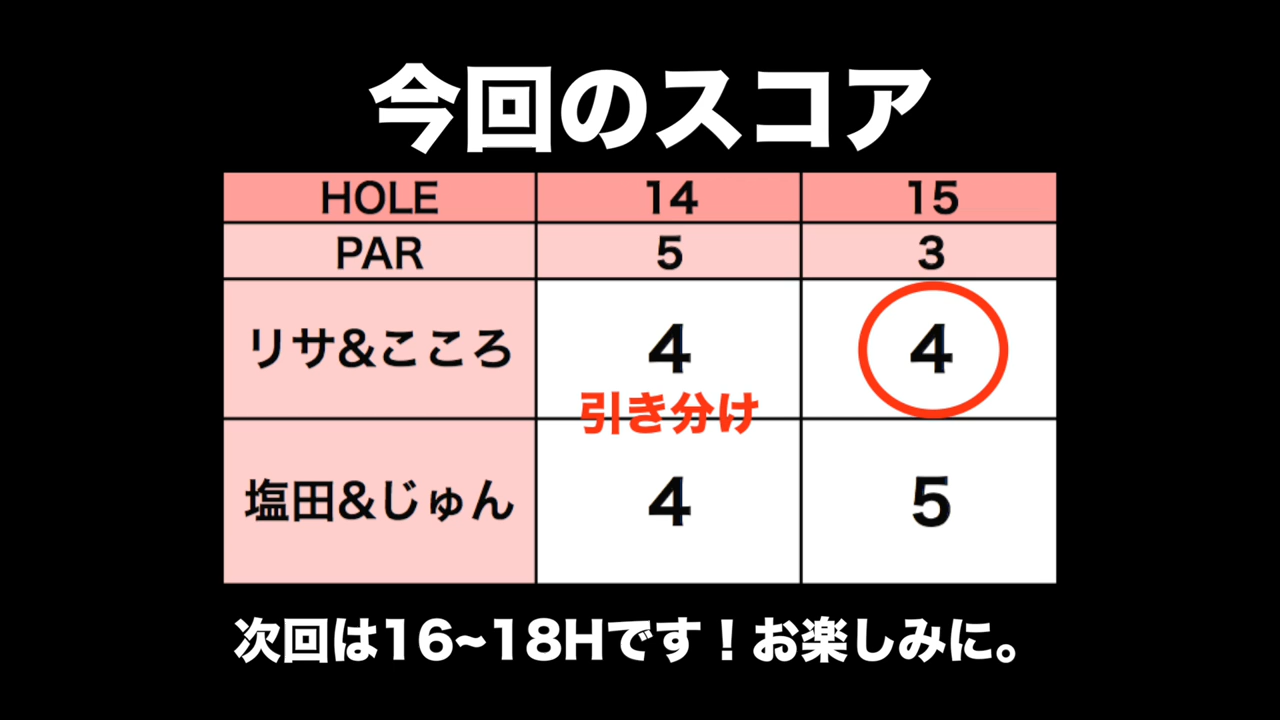 今回のスコア
HOLE 14 15
PAR 5 3
リサ&こころ 4 4
引き分け
塩田&じゅん 4 5
次回は16~18Hです！お楽しみに。